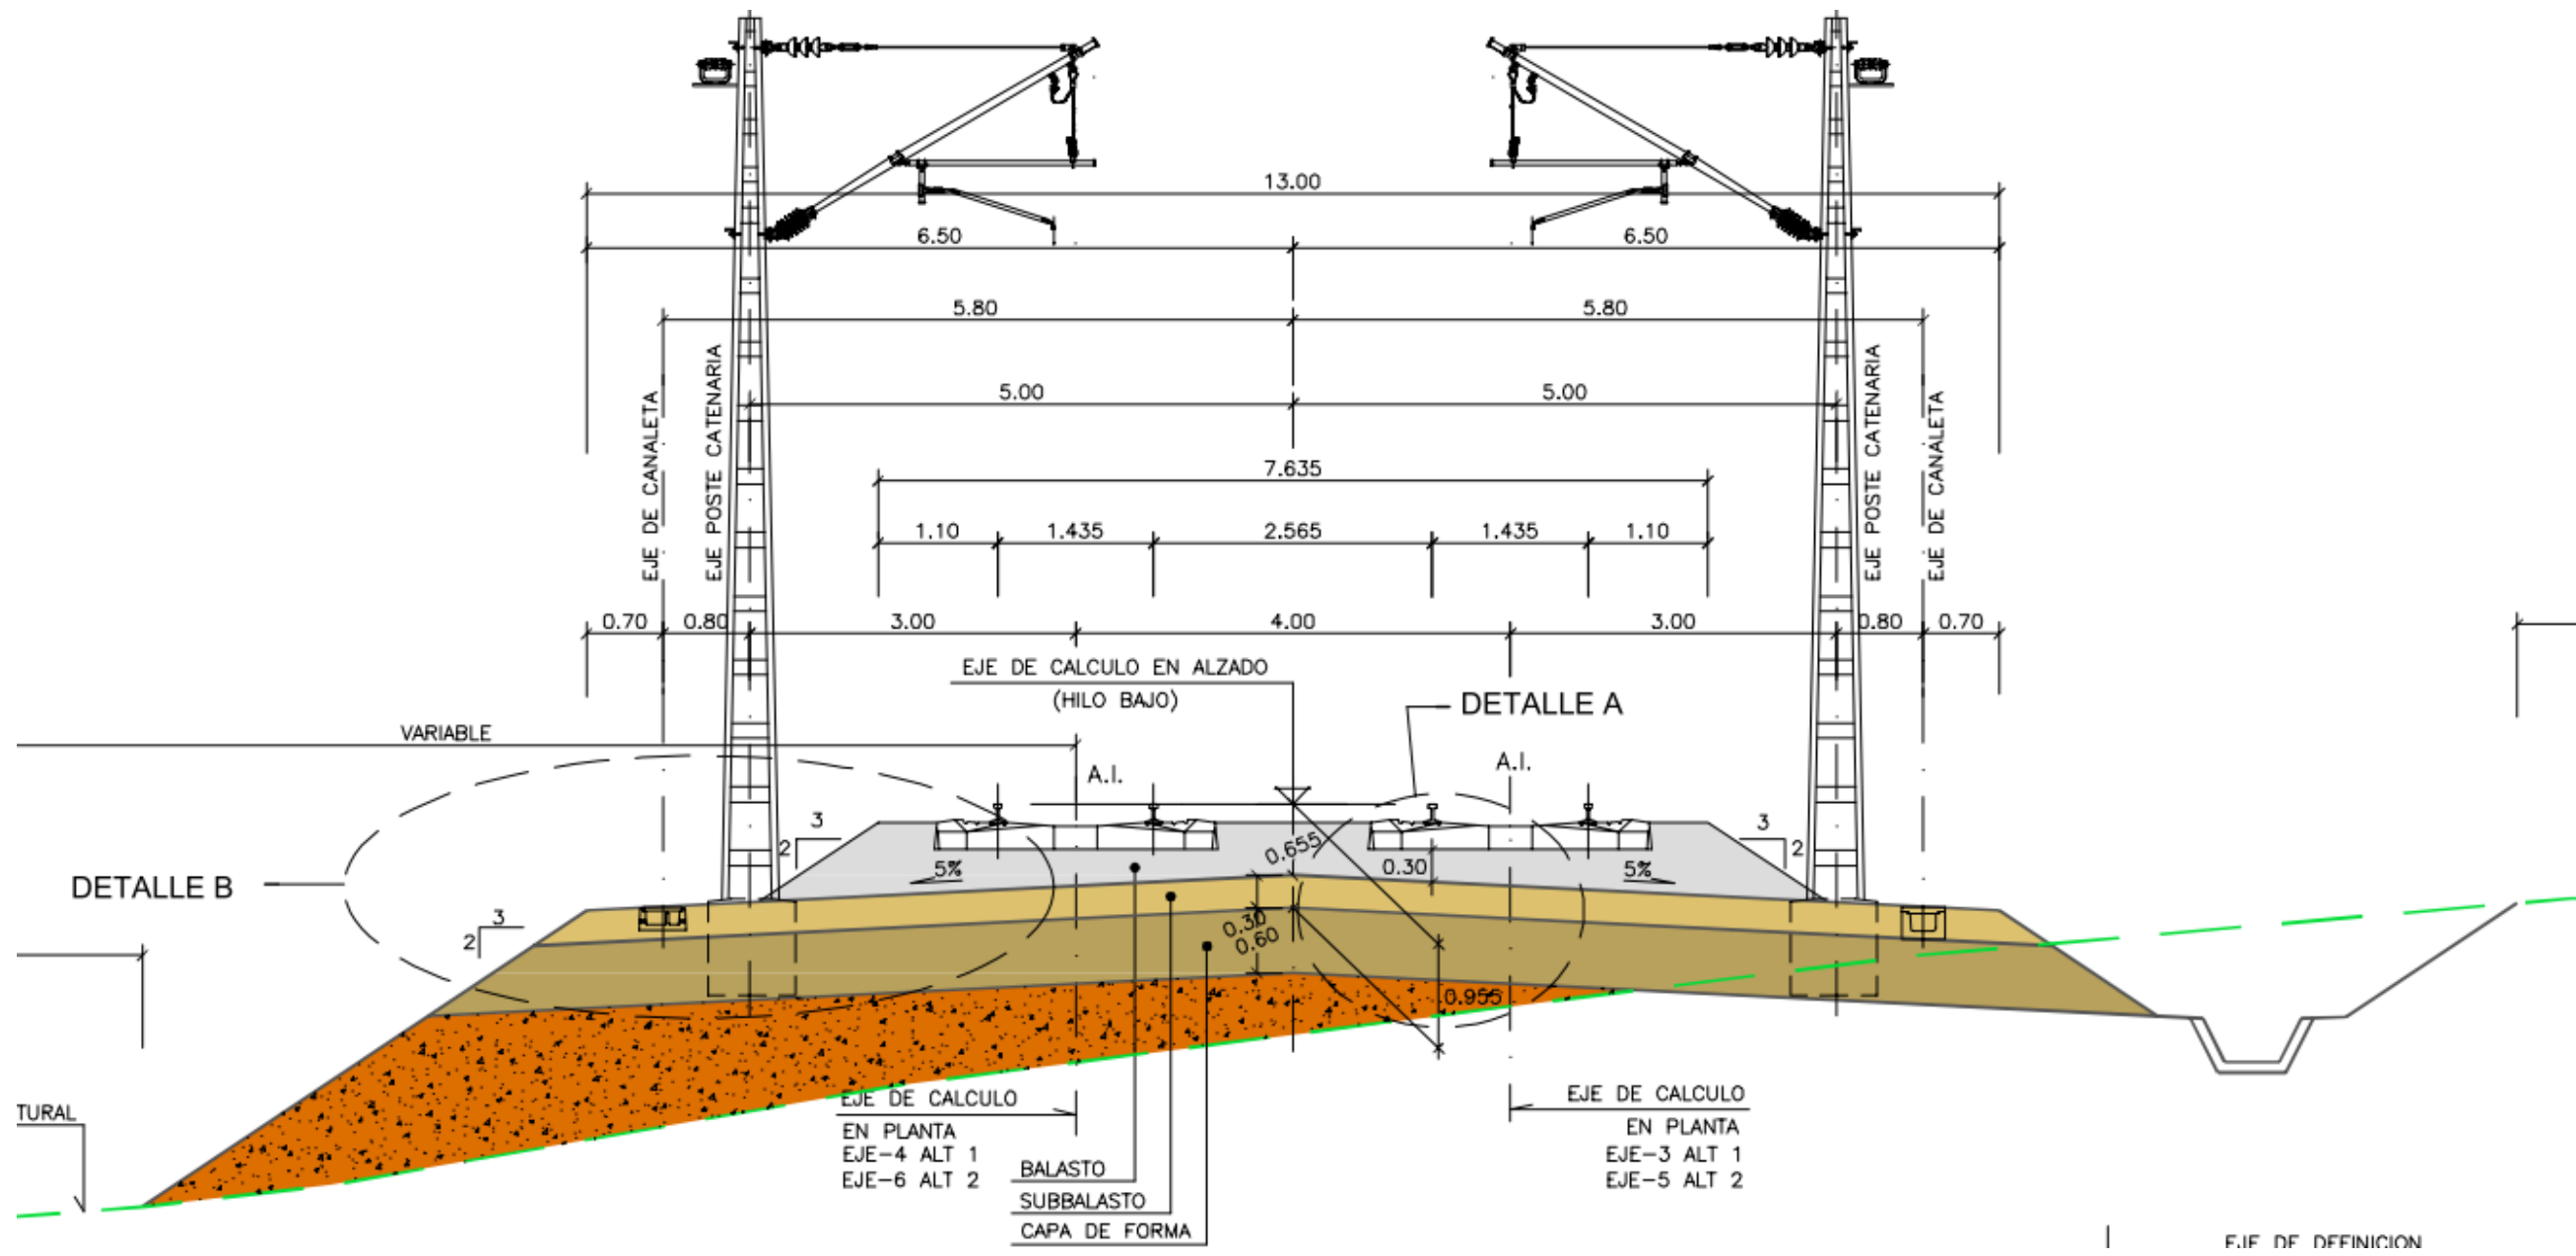 13.00
6.50 6.50
5.80 5.80
EJE DE CANALETA
EJE POSTE CATENARIA
EJE POSTE CATENARIA
EJE DE CANALETA
5.00 5.00
7.635
1.10 1.435 2.565 1.435 1.10
0.70 0.80 3.00 4.00 3.00 0.80 0.70
EJE DE CALCULO EN ALZADO
(HILO BAJO)
DETALLE A
VARIABLE
A.I. A.I.
3 3
2 2
0.655
0.30
5% 5%
DETALLE B
3
2
0.30
0.60
0.955
TURAL
EJE DE CALCULO
EN PLANTA
EJE-4 ALT 1
EJE-6 ALT 2
EJE DE CALCULO
EN PLANTA
EJE-3 ALT 1
EJE-5 ALT 2
BALASTO
SUBBALASTO
CAPA DE FORMA
EJE DE DEFINICION